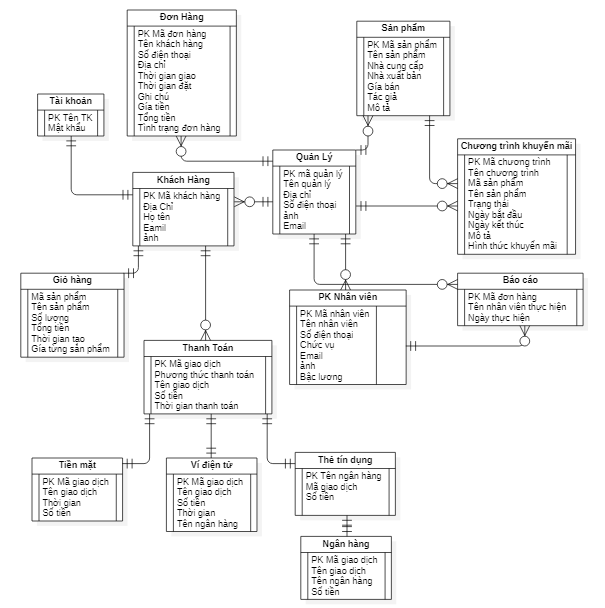 Đơn Hàng
PK Mã đơn hàng
Tên khách hàng
Số điện thoại
Địa chỉ
Thời gian giao
Thời gian đặt
Ghi chú
Gía tiền
Tổng tiền
Tình trạng đơn hàng
Sản phẩm
PK Mã sản phẩm
Tên sản phẩm
Nhà cung cấp
Nhà xuất bản
Gía bán
Tác giả
Mô tả
Tài khoản
PK Tên TK
Mật khẩu
Quản Lý
PK mã quản lý
Tên quản lý
Địa chỉ
Số điện thoại
ảnh
Email
Chương trình khuyến mãi
PK Mã chương trình
Tên chương trình
Mã sản phẩm
Tên sản phẩm
Trạng thái
Ngày bắt đầu
Ngày kết thúc
Mô tả
Hình thức khuyến mãi
Khách Hàng
PK Mã khách hàng
Địa Chỉ
Họ tên
Eamil
ảnh
Giỏ hàng
Mã sản phẩm
Tên sản phẩm
Số lượng
Tổng tiền
Thời gian tạo
Gía từng sản phẩm
PK Nhân viên
PK Mã nhân viên
Tên nhân viên
Số điện thoại
Chức vụ
Email
ảnh
Bậc lương
Báo cáo
PK Mã đơn hàng
Tên nhân viên thực hiện
Ngày thực hiện
Thanh Toán
PK Mã giao dịch
Phương thức thanh toán
Tên giao dịch
Số tiền
Thời gian thanh toán
Tiền mặt
PK Mã giao dịch
Tên giao dịch
Thời gian
Số tiền
Ví điện tử
PK Mã giao dịch
Tên giao dịch
Số tiền
Thời gian
Tên ngân hàng
Thẻ tín dụng
PK Tên ngân hàng
Mã giao dịch
Số tiền
Ngân hàng
PK Mã giao dịch
Tên giao dịch
Tên ngân hàng
Số tiền